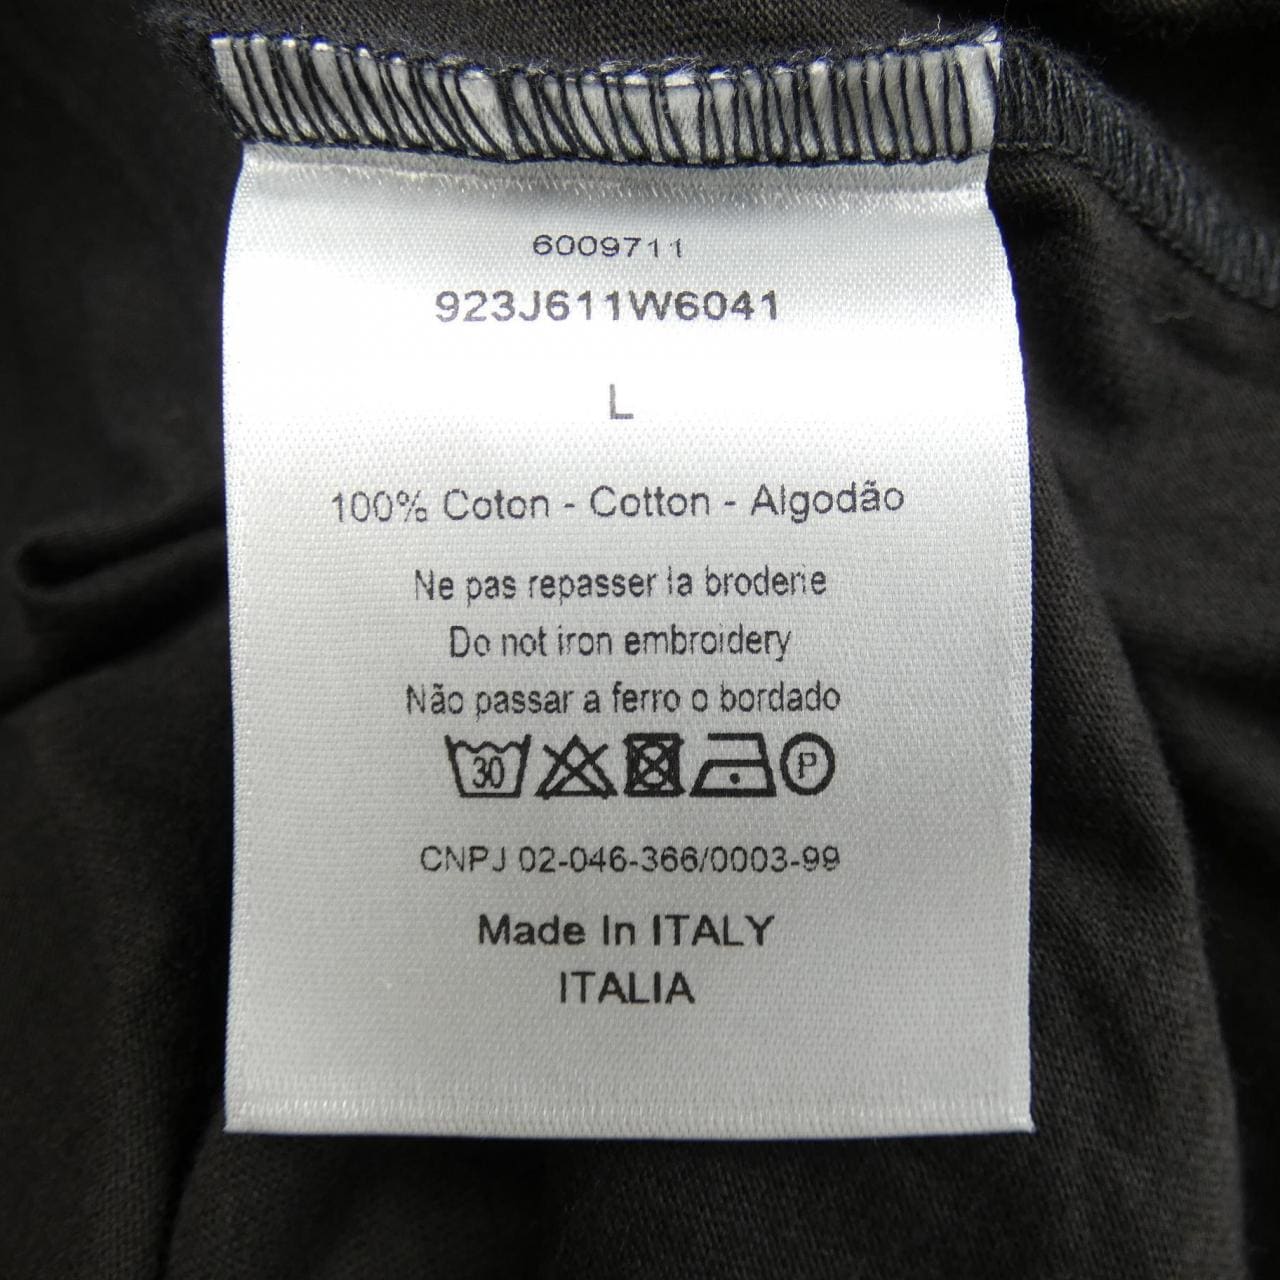 6009711
923J611W6041
L
100% Coton - Cotton - Algodão
Ne pas repasser la broderie
Do not iron embroidery
Não passar a ferro o bordado
30 P
CNPJ 02-046-366/0003-99
Made In ITALY
ITALIA